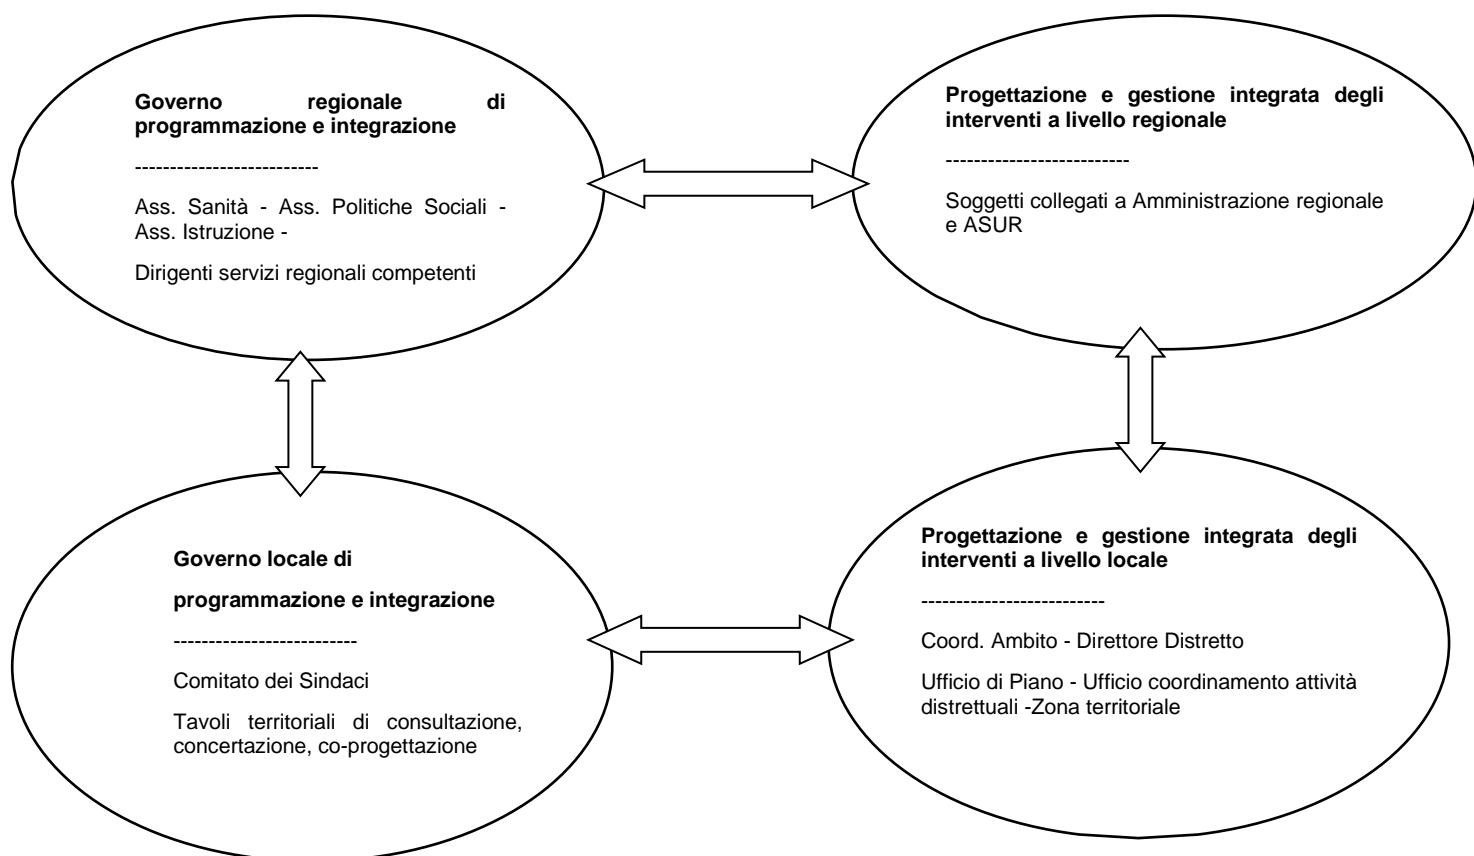 Governo regionale di
programmazione e integrazione
--------------------------
Ass. Sanità - Ass. Politiche Sociali -
Ass. Istruzione -
Dirigenti servizi regionali competenti
Progettazione e gestione integrata degli
interventi a livello regionale
--------------------------
Soggetti collegati a Amministrazione regionale
e ASUR
Governo locale di
programmazione e integrazione
--------------------------
Comitato dei Sindaci
Tavoli territoriali di consultazione,
concertazione, co-progettazione
Progettazione e gestione integrata degli
interventi a livello locale
--------------------------
Coord. Ambito - Direttore Distretto
Ufficio di Piano - Ufficio coordinamento attività
distrettuali -Zona territoriale